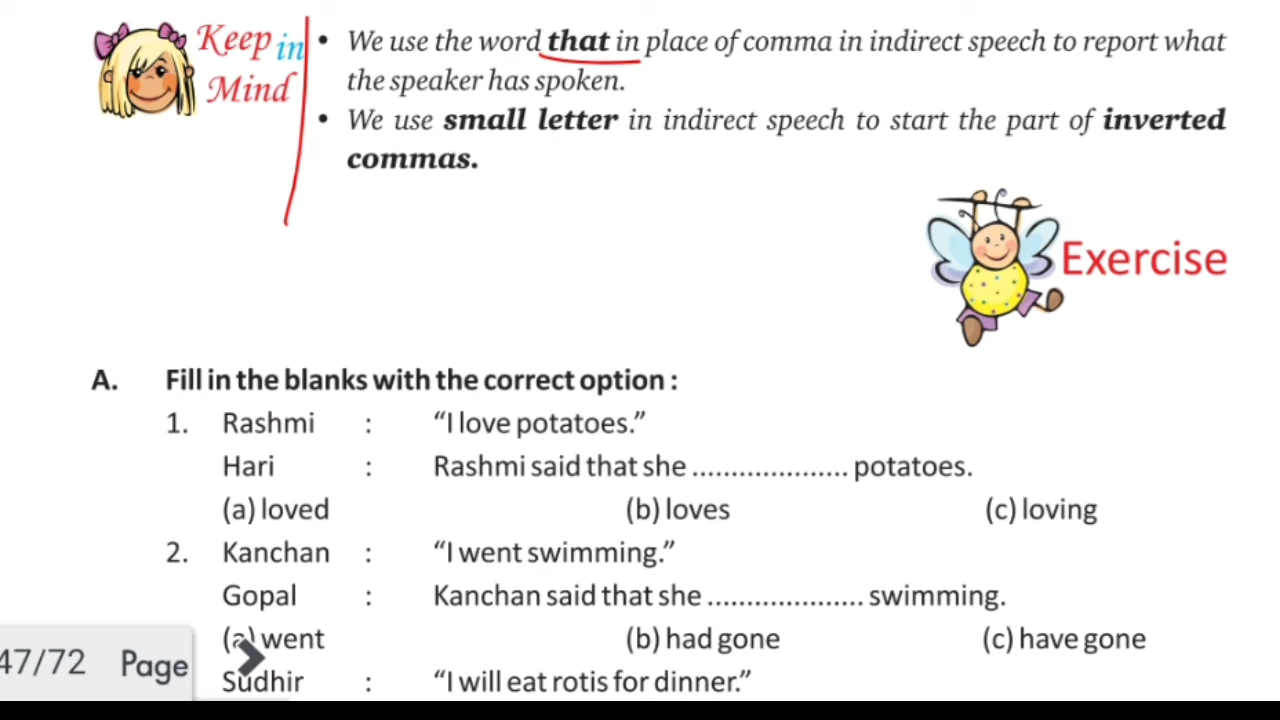 Keep in
Mind
• We use the word that in place of comma in indirect speech to report what
the speaker has spoken.
• We use small letter in indirect speech to start the part of inverted
commas.
Exercise
A. Fill in the blanks with the correct option :
1. Rashmi : “I love potatoes.”
Hari : Rashmi said that she .................... potatoes.
(a) loved (b) loves (c) loving
2. Kanchan : “I went swimming.”
Gopal : Kanchan said that she .................... swimming.
(a) went (b) had gone (c) have gone
Sudhir : “I will eat rotis for dinner.”
47/72 Page